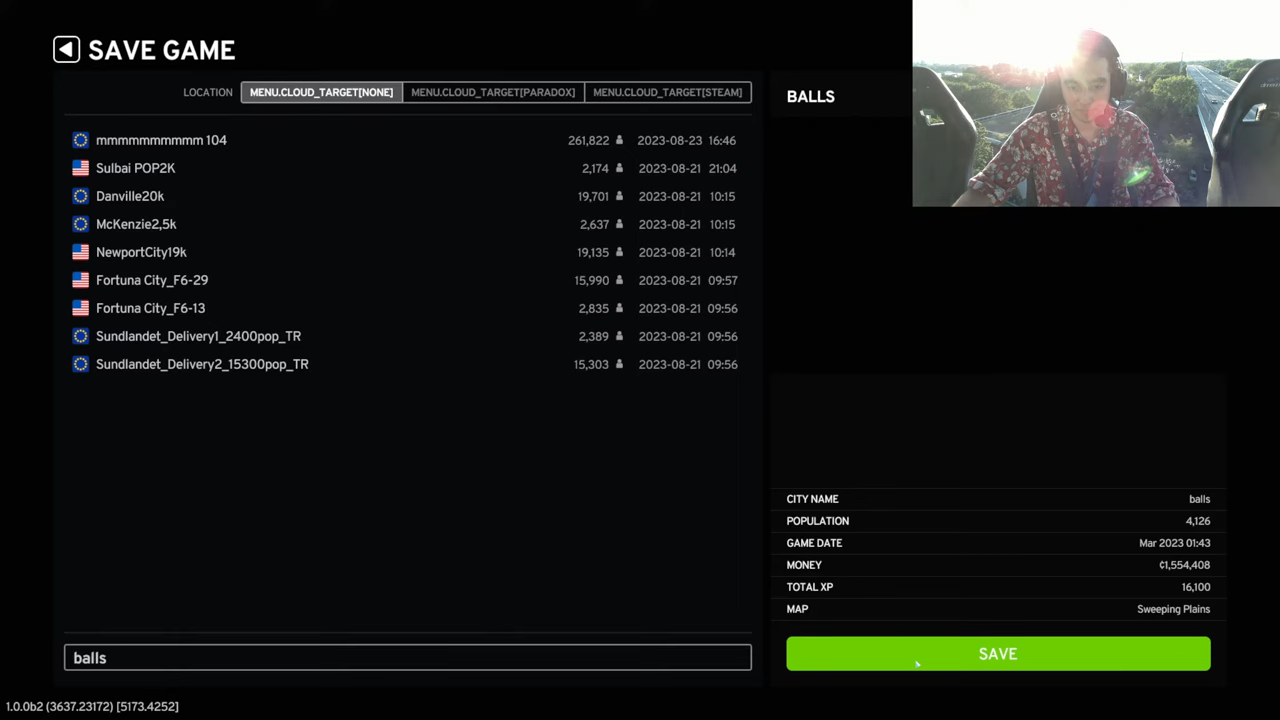 SAVE GAME
LOCATION MENU.CLOUD_TARGET[NONE] MENU.CLOUD_TARGET[PARADOX] MENU.CLOUD_TARGET[STEAM]
mmmmmmmmmm 104 261,822 2023-08-23 16:46
Sulbai POP2K 2,174 2023-08-21 21:04
Danville20k 19,701 2023-08-21 10:15
McKenzie2,5k 2,637 2023-08-21 10:15
NewportCity19k 19,135 2023-08-21 10:14
Fortuna City_F6-29 15,990 2023-08-21 09:57
Fortuna City_F6-13 2,835 2023-08-21 09:56
Sundlandet_Delivery1_2400pop_TR 2,389 2023-08-21 09:56
Sundlandet_Delivery2_15300pop_TR 15,303 2023-08-21 09:56
balls
BALLS
CITY NAME balls
POPULATION 4,126
GAME DATE Mar 2023 01:43
MONEY ¢1,554,408
TOTAL XP 16,100
MAP Sweeping Plains
SAVE
1.0.0b2 (3637.23172) [5173.4252]